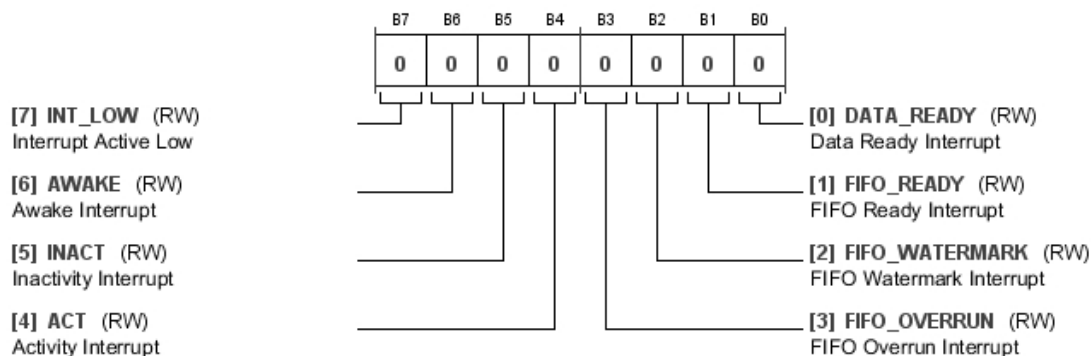 B7 B6 B5 B4 B3 B2 B1 B0
0 0 0 0 0 0 0 0
[7] INT_LOW (RW)
Interrupt Active Low
[6] AWAKE (RW)
Awake Interrupt
[5] INACT (RW)
Inactivity Interrupt
[4] ACT (RW)
Activity Interrupt
[0] DATA_READY (RW)
Data Ready Interrupt
[1] FIFO_READY (RW)
FIFO Ready Interrupt
[2] FIFO_WATERMARK (RW)
FIFO Watermark Interrupt
[3] FIFO_OVERRUN (RW)
FIFO Overrun Interrupt